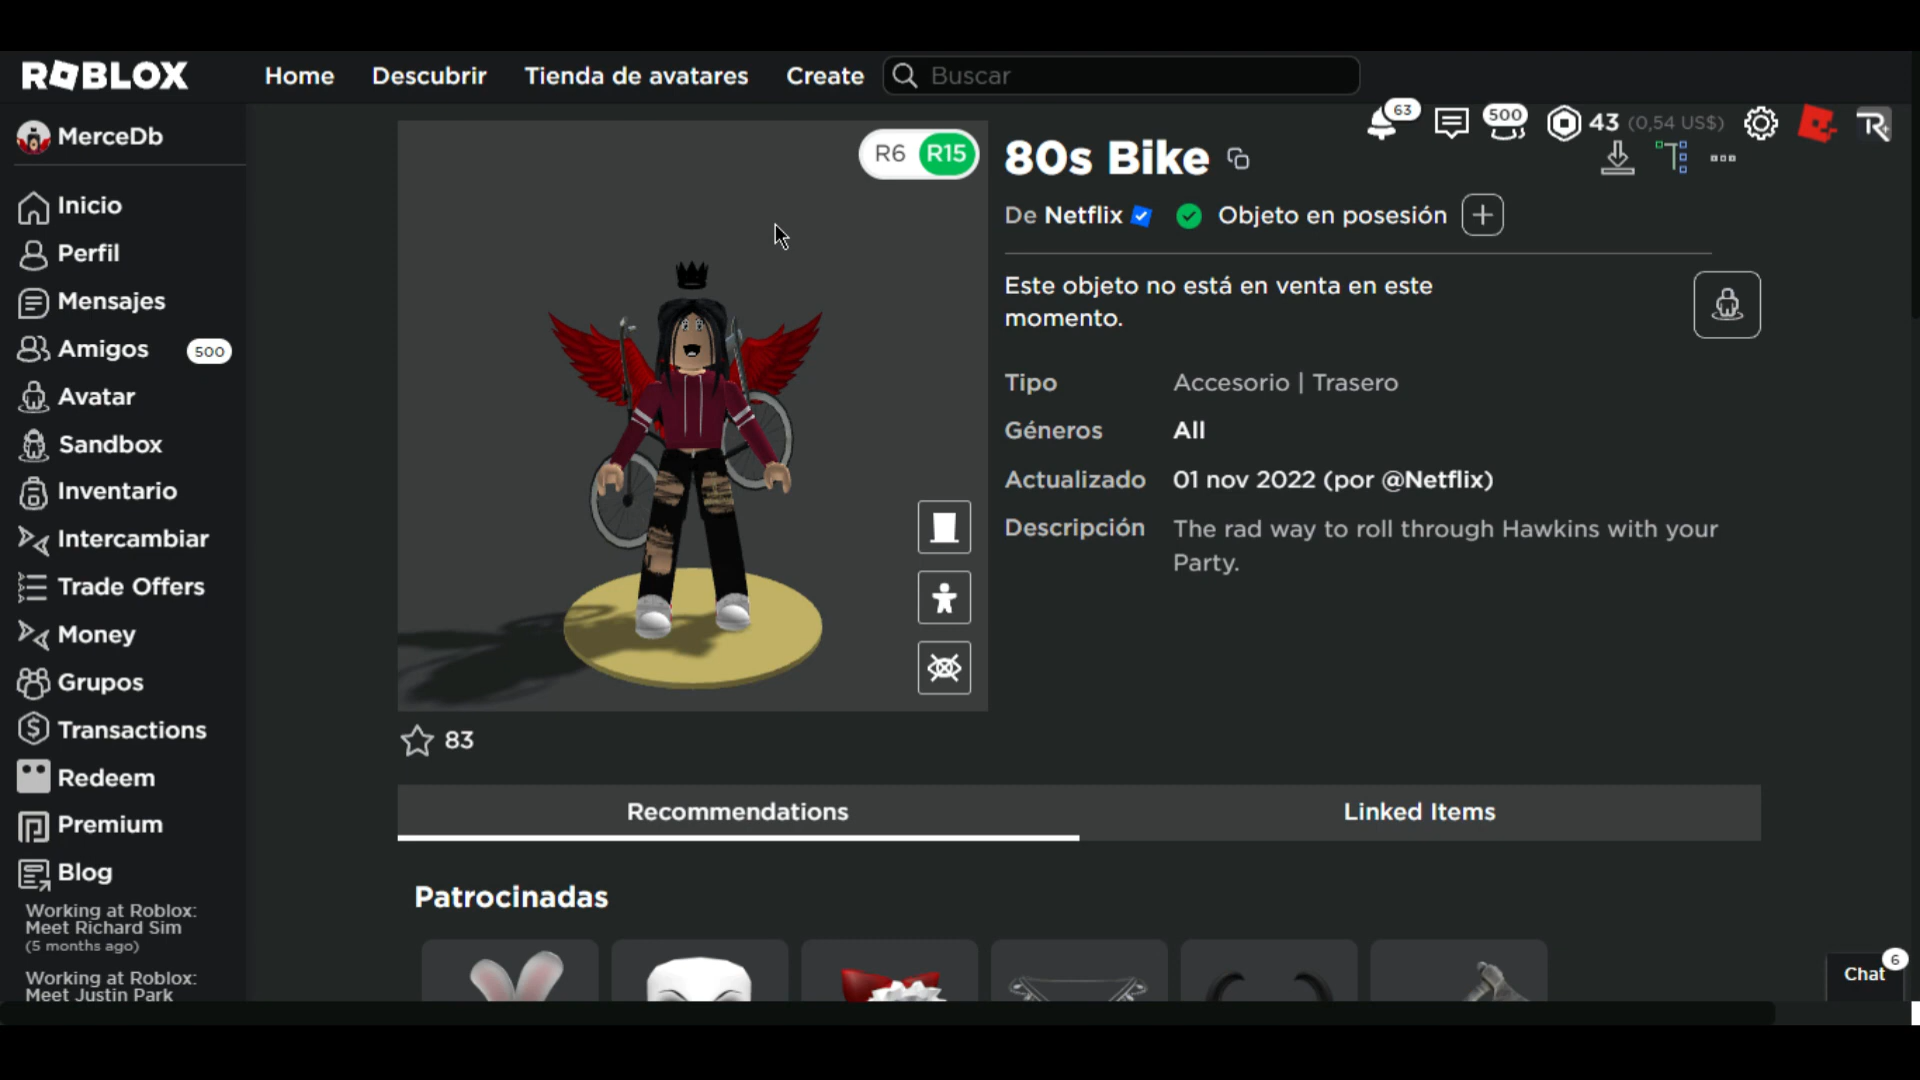 ROBLOX
Home
Descubrir
Tienda de avatares
Create
Buscar
63
500
43 (0,54 US$)
MerceDb
Inicio
Perfil
Mensajes
Amigos
500
Avatar
Sandbox
Inventario
Intercambiar
Trade Offers
Money
Grupos
Transactions
Redeem
Premium
Blog
Working at Roblox:
Meet Richard Sim
(5 months ago)
Working at Roblox:
Meet Justin Park
R6 R15
83
80s Bike
De Netflix
Objeto en posesión
Este objeto no está en venta en este
momento.
Tipo
Accesorio | Trasero
Géneros
All
Actualizado
01 nov 2022 (por @Netflix)
Descripción
The rad way to roll through Hawkins with your
Party.
Recommendations
Linked Items
Patrocinadas
Chat
6